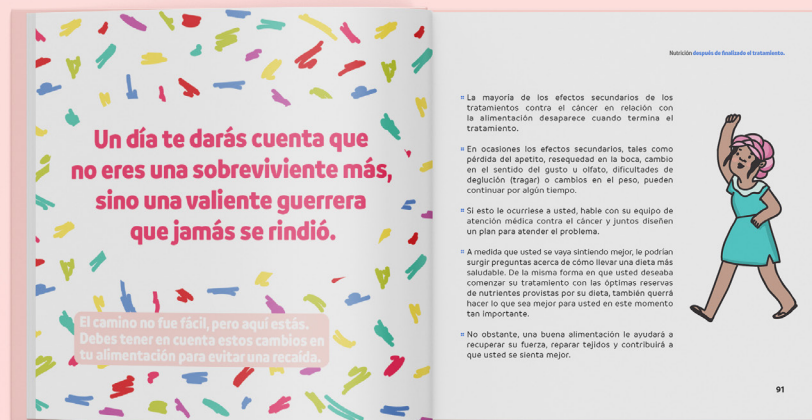 Un día te darás cuenta que
no eres una sobreviviente más,
sino una valiente guerrera
que jamás se rindió.
El camino no fue fácil, pero aquí estás.
Debes tener en cuenta estos cambios en
tu alimentación para evitar una recaída.
Nutrición después de finalizado el tratamiento.
La mayoría de los efectos secundarios de los
tratamientos contra el cáncer en relación con
la alimentación desaparece cuando termina el
tratamiento.
En ocasiones los efectos secundarios, tales como
pérdida del apetito, resequedad en la boca, cambio
en el sentido del gusto u olfato, dificultades de
deglución (tragar) o cambios en el peso, pueden
continuar por algún tiempo.
Si esto le ocurriese a usted, hable con su equipo de
atención médica contra el cáncer y juntos diseñen
un plan para atender el problema.
A medida que usted se vaya sintiendo mejor, le podrían
surgir preguntas acerca de cómo llevar una dieta más
saludable. De la misma forma en que usted deseaba
comenzar su tratamiento con las óptimas reservas
de nutrientes provistas por su dieta, también querrá
hacer lo que sea mejor para usted en este momento
tan importante.
No obstante, una buena alimentación le ayudará a
recuperar su fuerza, reparar tejidos y contribuirá a
que usted se sienta mejor.
91